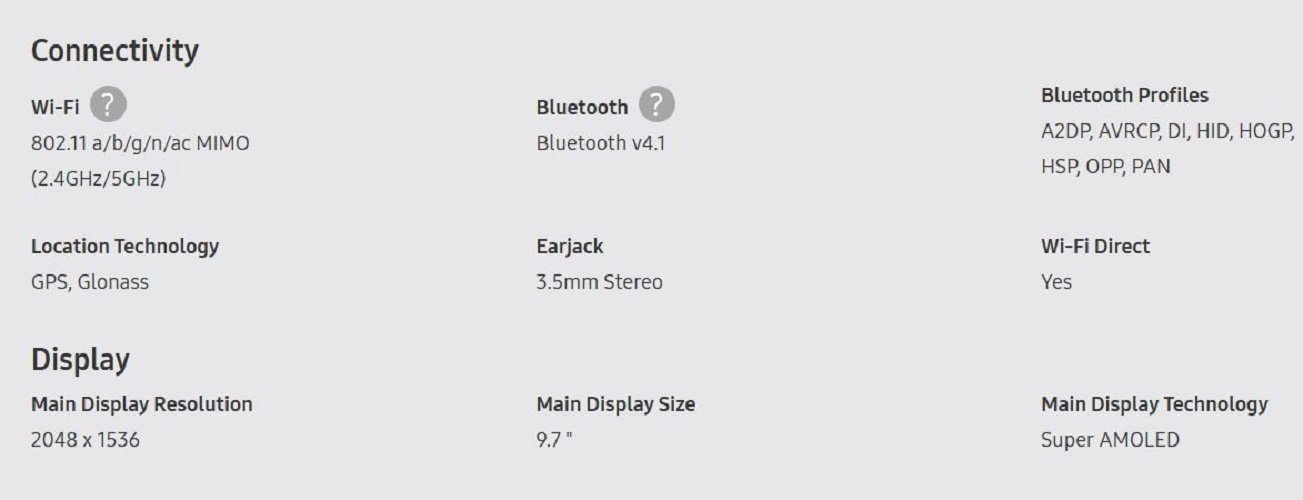 Connectivity
Wi-Fi ?
802.11 a/b/g/n/ac MIMO
(2.4GHz/5GHz)
Bluetooth ?
Bluetooth v4.1
Bluetooth Profiles
A2DP, AVRCP, DI, HID, HOGP,
HSP, OPP, PAN
Location Technology
GPS, Glonass
Earjack
3.5mm Stereo
Wi-Fi Direct
Yes
Display
Main Display Resolution
2048 x 1536
Main Display Size
9.7 "
Main Display Technology
Super AMOLED